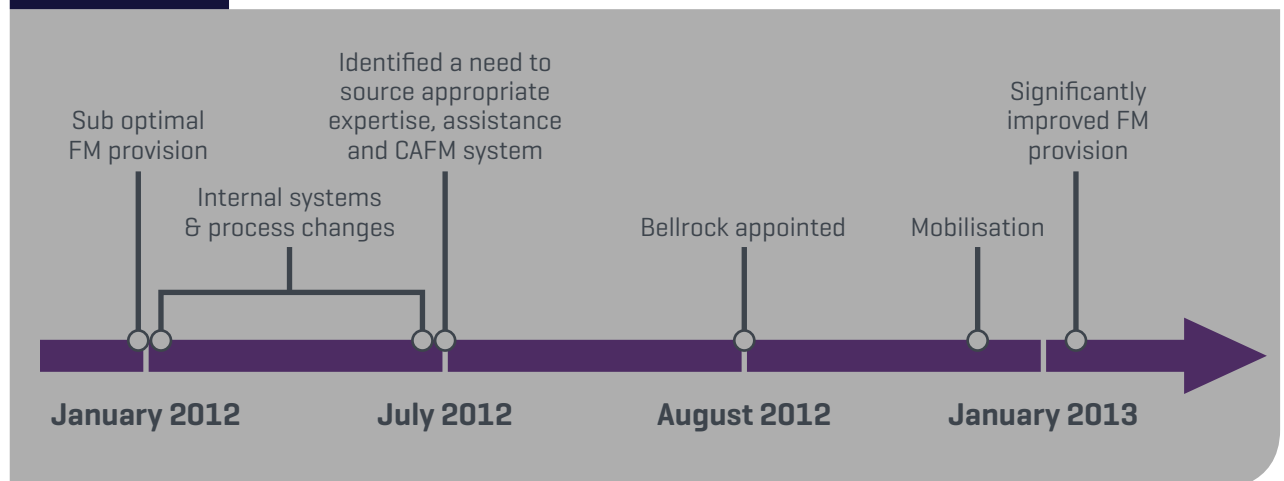 Sub optimal
FM provision
Internal systems
& process changes
Identified a need to
source appropriate
expertise, assistance
and CAFM system
Bellrock appointed
Mobilisation
Significantly
improved FM
provision
January 2012
July 2012
August 2012
January 2013